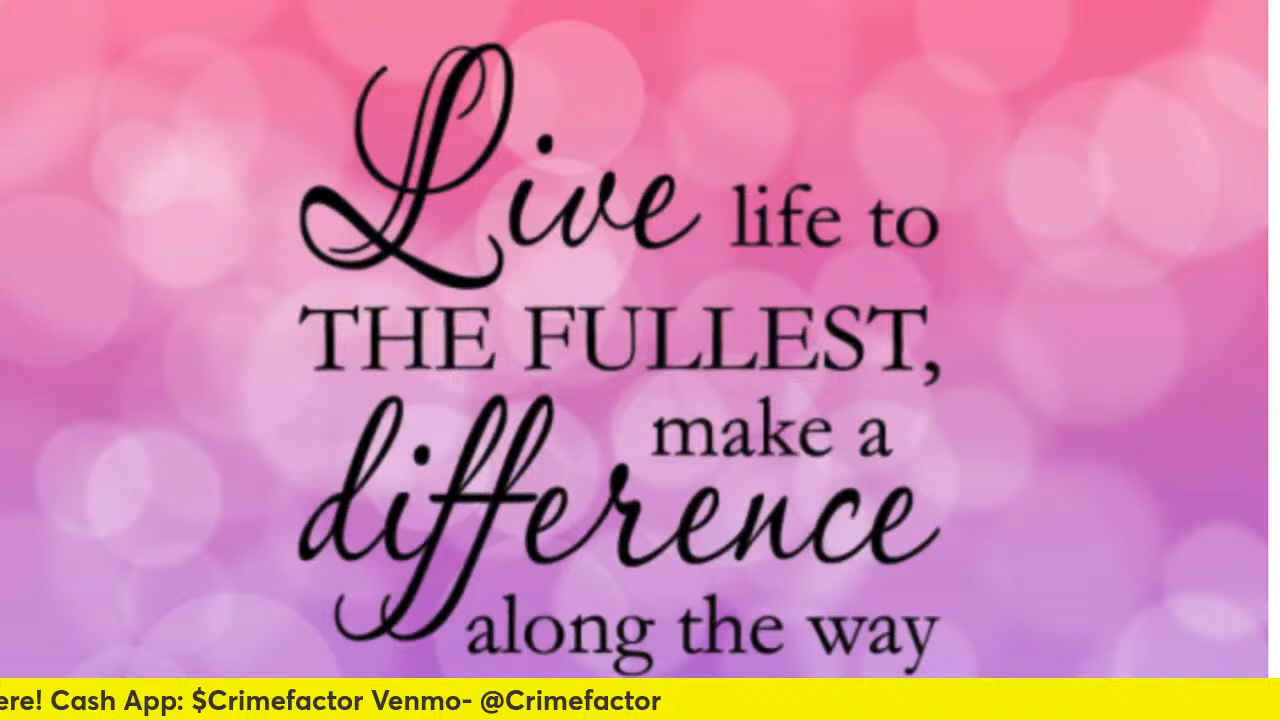 Live life to
THE FULLEST,
make a
difference
along the way
ere! Cash App: $Crimefactor Venmo- @Crimefactor